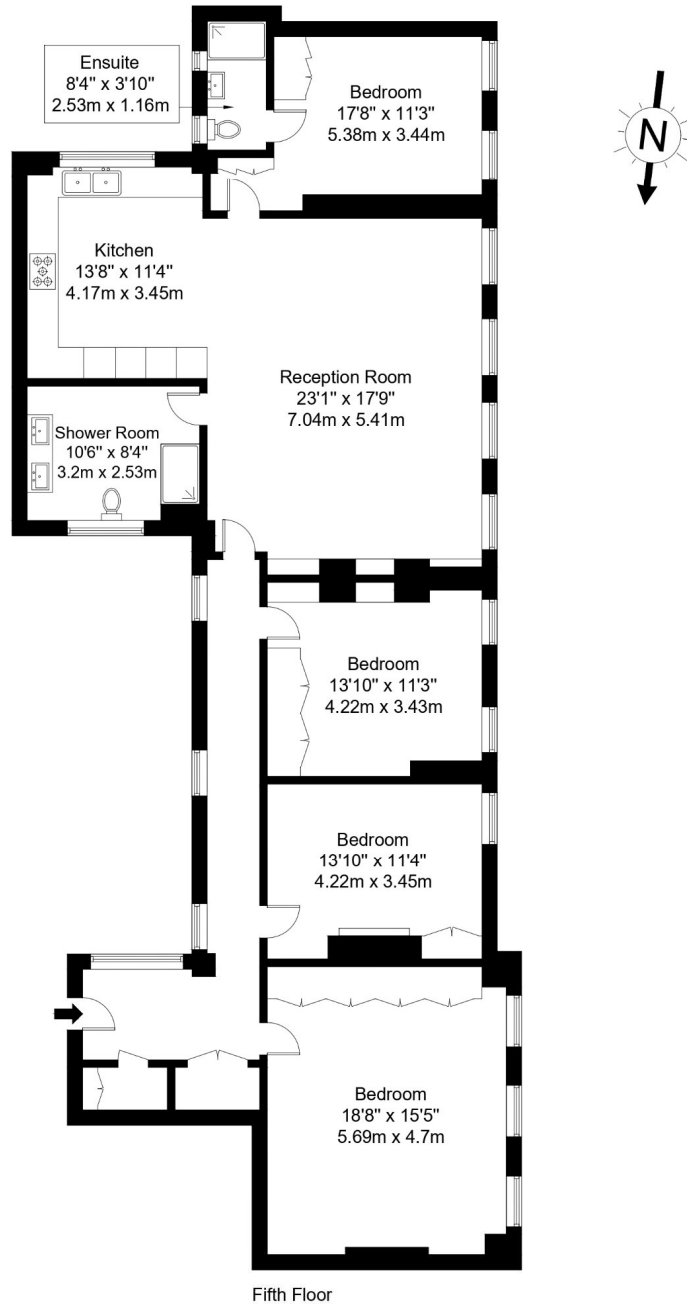 Ensuite
8'4" x 3'10"
2.53m x 1.16m
Bedroom
17'8" x 11'3"
5.38m x 3.44m
N
Kitchen
13'8" x 11'4"
4.17m x 3.45m
Reception Room
23'1" x 17'9"
7.04m x 5.41m
Shower Room
10'6" x 8'4"
3.2m x 2.53m
Bedroom
13'10" x 11'3"
4.22m x 3.43m
Bedroom
13'10" x 11'4"
4.22m x 3.45m
Bedroom
18'8" x 15'5"
5.69m x 4.7m
Fifth Floor